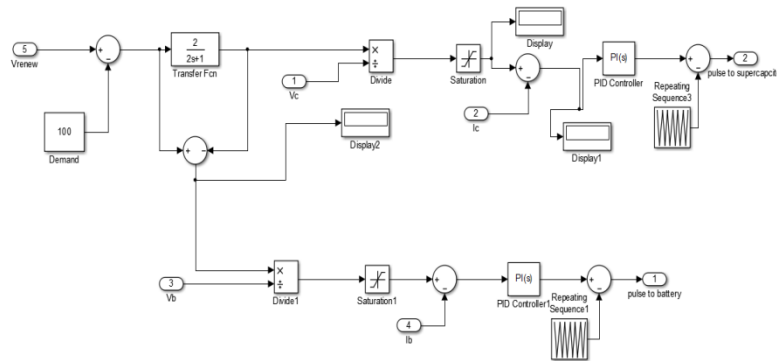 5
Vrenew
+
−
2
2s+1
Transfer Fcn
100
Demand
×
÷
Divide
1
Vc
Saturation
Display
+
−
2
Ic
Display1
PI(s)
PID Controller
Repeating
Sequence3
+
−
2
pulse to supercapcit
+
−
Display2
3
Vb
×
÷
Divide1
Saturation1
+
−
4
Ib
PI(s)
PID Controller1
Repeating
Sequence1
+
−
1
pulse to battery